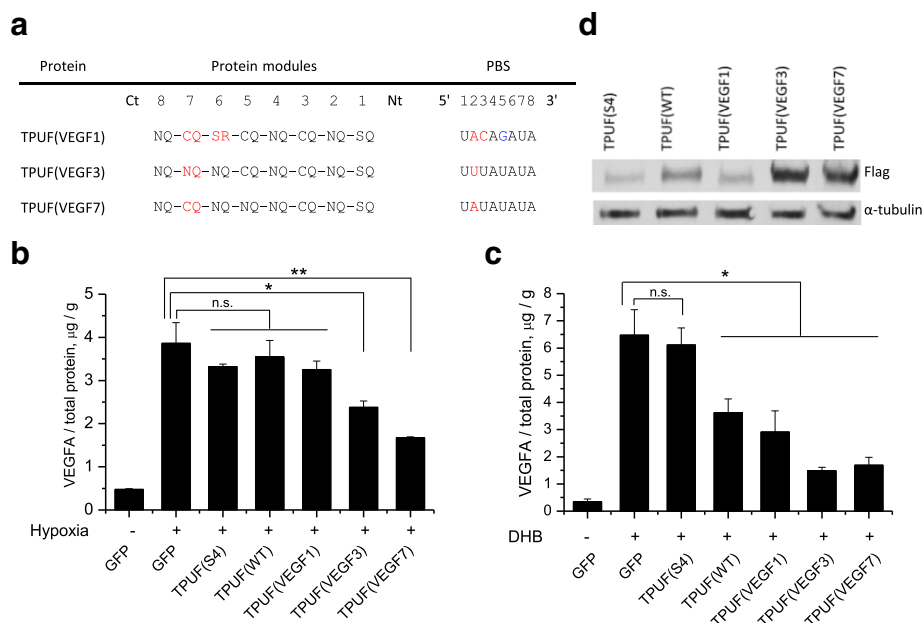 a
Protein Protein modules PBS
Ct 8 7 6 5 4 3 2 1 Nt 5' 12345678 3'
TPUF(VEGF1) NQ-CQ-SR-CQ-NQ-CQ-NQ-SQ UACAGAUA
TPUF(VEGF3) NQ-NQ-NQ-CQ-NQ-CQ-NQ-SQ UUUAUAUA
TPUF(VEGF7) NQ-CQ-NQ-CQ-NQ-CQ-NQ-SQ UAUAUAUA
d
TPUF(S4)
TPUF(WT)
TPUF(VEGF1)
TPUF(VEGF3)
TPUF(VEGF7)
Flag
α-tubulin
b
VEGFA / total protein, µg / g
5
4
3
2
1
0
**
*
n.s.
Hypoxia - + + + + + +
GFP
GFP
TPUF(S4)
TPUF(WT)
TPUF(VEGF1)
TPUF(VEGF3)
TPUF(VEGF7)
c
VEGFA / total protein, µg / g
8
7
6
5
4
3
2
1
0
*
n.s.
DHB - + + + + + +
GFP
GFP
TPUF(S4)
TPUF(WT)
TPUF(VEGF1)
TPUF(VEGF3)
TPUF(VEGF7)